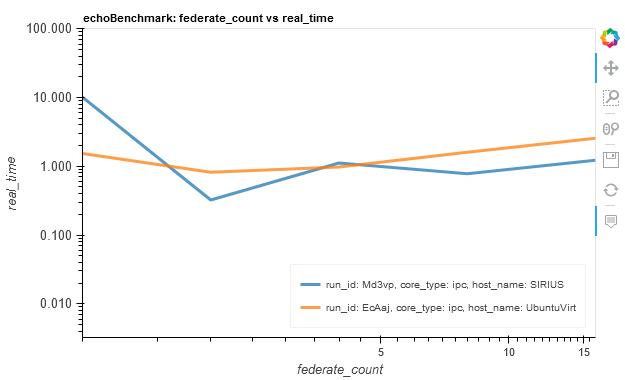 echoBenchmark: federate_count vs real_time
100.000
10.000
1.000
0.100
0.010
real_time
run_id: Md3vp, core_type: ipc, host_name: SIRIUS
run_id: EcAaj, core_type: ipc, host_name: UbuntuVirt
5
10
15
federate_count